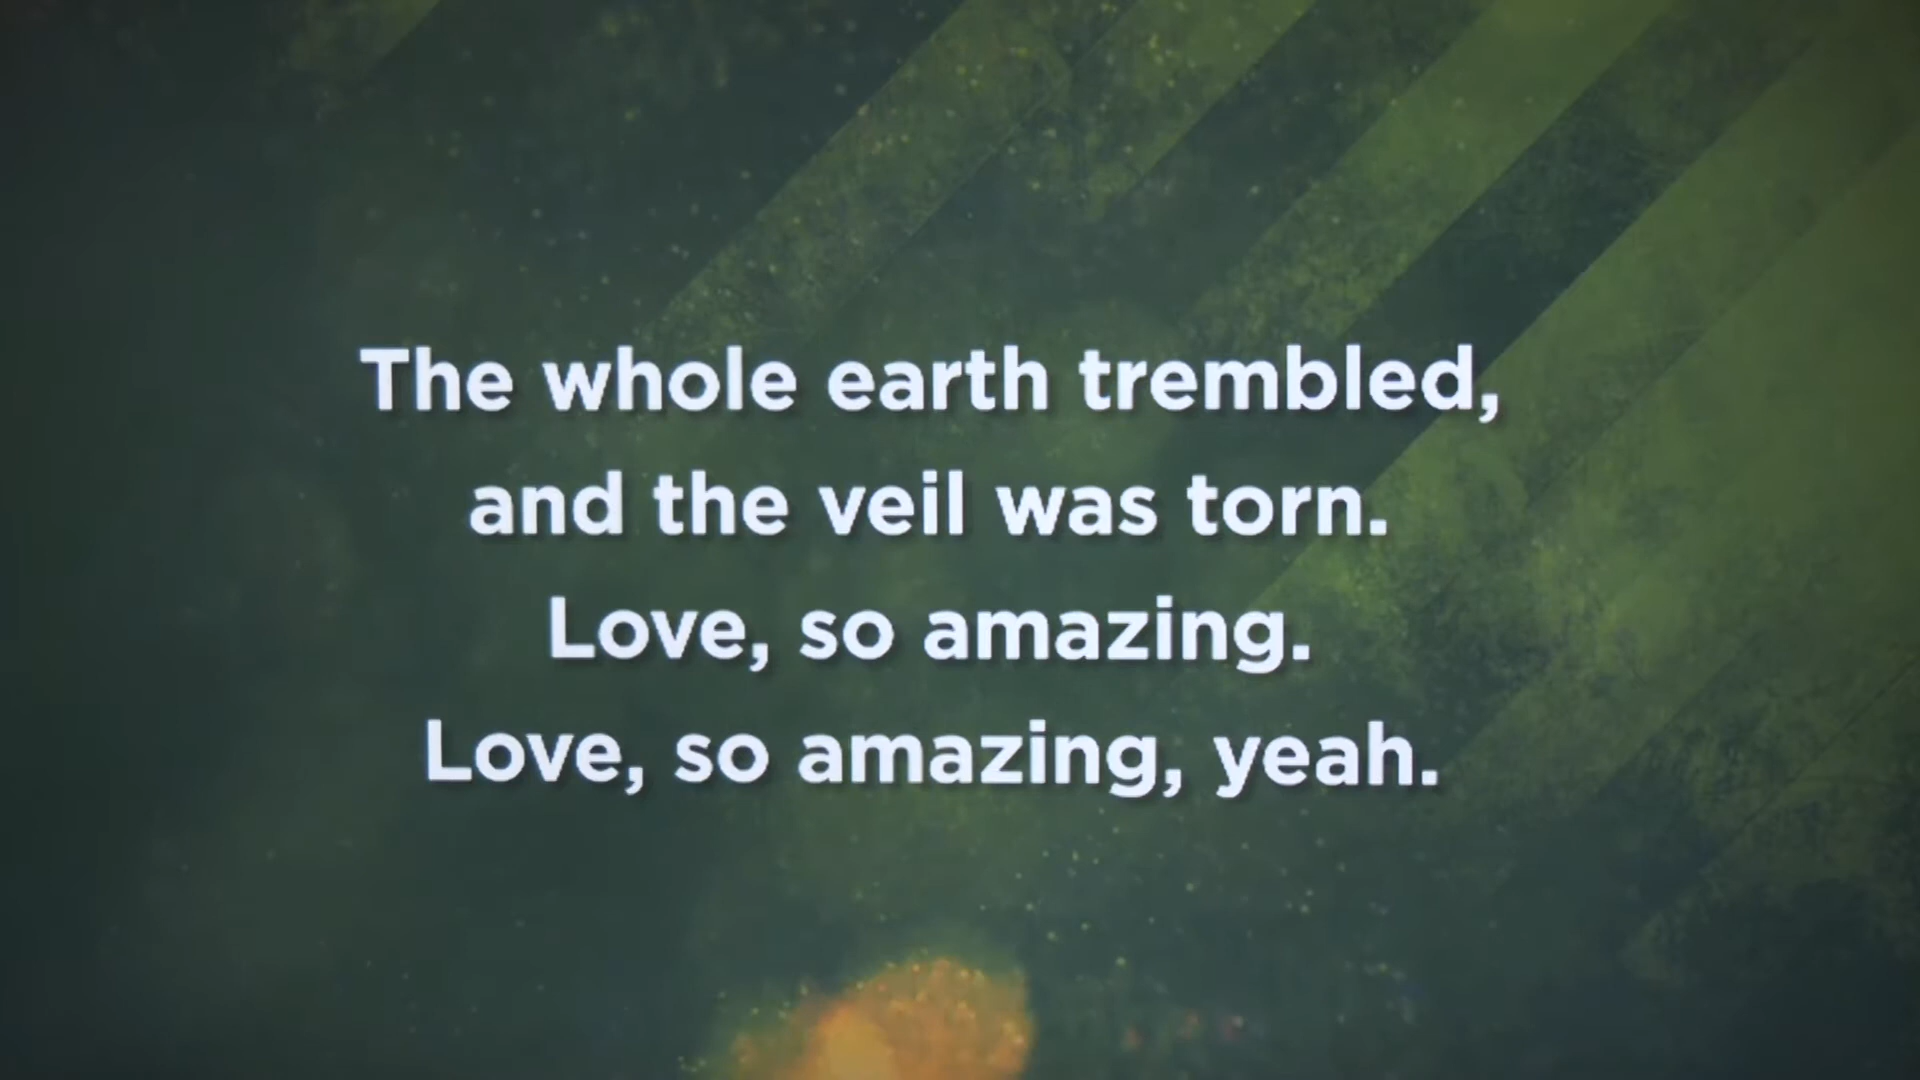 The whole earth trembled,
and the veil was torn.
Love, so amazing.
Love, so amazing, yeah.